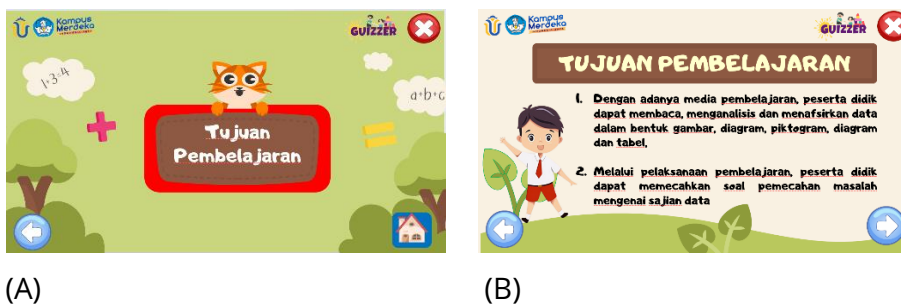 Kampus
Merdeka
GUIZZER
1+3=4
a+b+c
Tujuan
Pembelajaran
Kampus
Merdeka
GUIZZER
TUJUAN PEMBELAJARAN
1. Dengan adanya media pembelajaran, peserta didik
dapat membaca, menganalisis dan menafsirkan data
dalam bentuk gambar, diagram, piktogram, diagram
dan tabel.
2. Melalui pelaksanaan pembelajaran, peserta didik
dapat memecahkan soal pemecahan masalah
mengenai sajian data
(A)
(B)